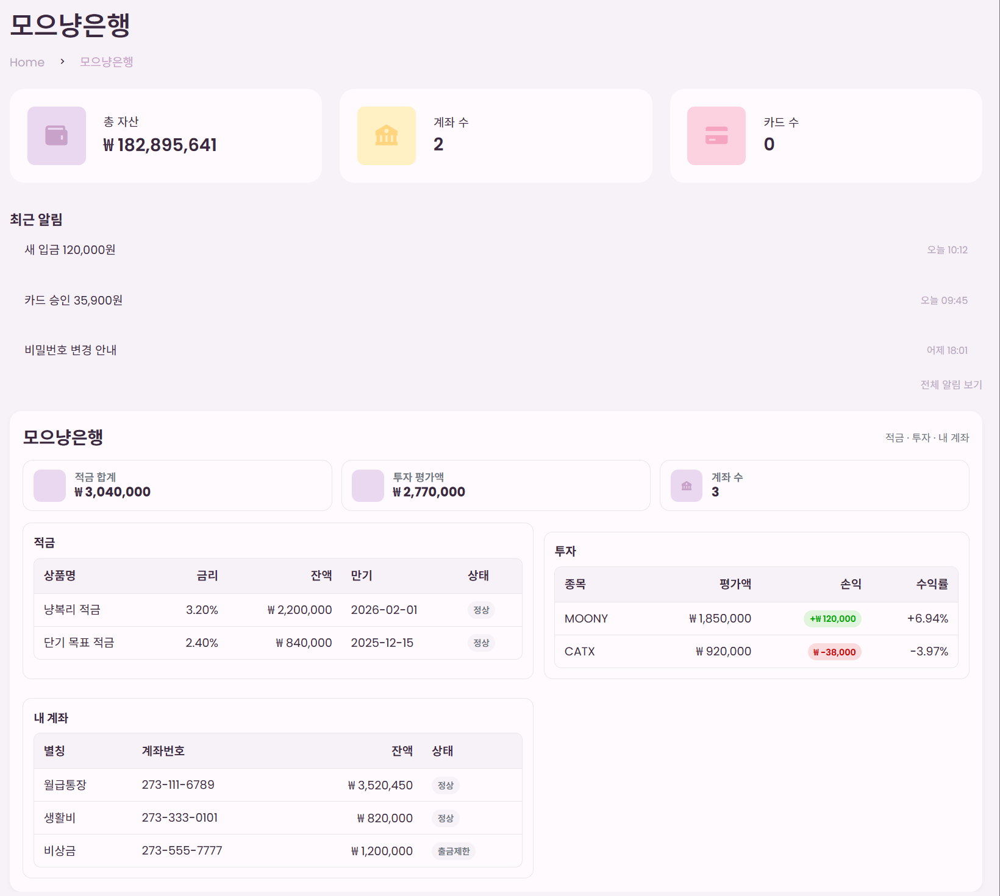 모으냥은행
Home > 모으냥은행
총 자산
₩ 182,895,641
계좌 수
2
카드 수
0
최근 알림
새 입금 120,000원 오늘 10:12
카드 승인 35,900원 오늘 09:45
비밀번호 변경 안내 어제 18:01
전체 알림 보기
모으냥은행 적금 · 투자 · 내 계좌
적금 합계
₩ 3,040,000
투자 평가액
₩ 2,770,000
계좌 수
3
적금
상품명 금리 잔액 만기 상태
냥복리 적금 3.20% ₩ 2,200,000 2026-02-01 정상
단기 목표 적금 2.40% ₩ 840,000 2025-12-15 정상
투자
종목 평가액 손익 수익률
MOONY ₩ 1,850,000 +₩ 120,000 +6.94%
CATX ₩ 920,000 ₩ -38,000 -3.97%
내 계좌
별칭 계좌번호 잔액 상태
월급통장 273-111-6789 ₩ 3,520,450 정상
생활비 273-333-0101 ₩ 820,000 정상
비상금 273-555-7777 ₩ 1,200,000 출금제한